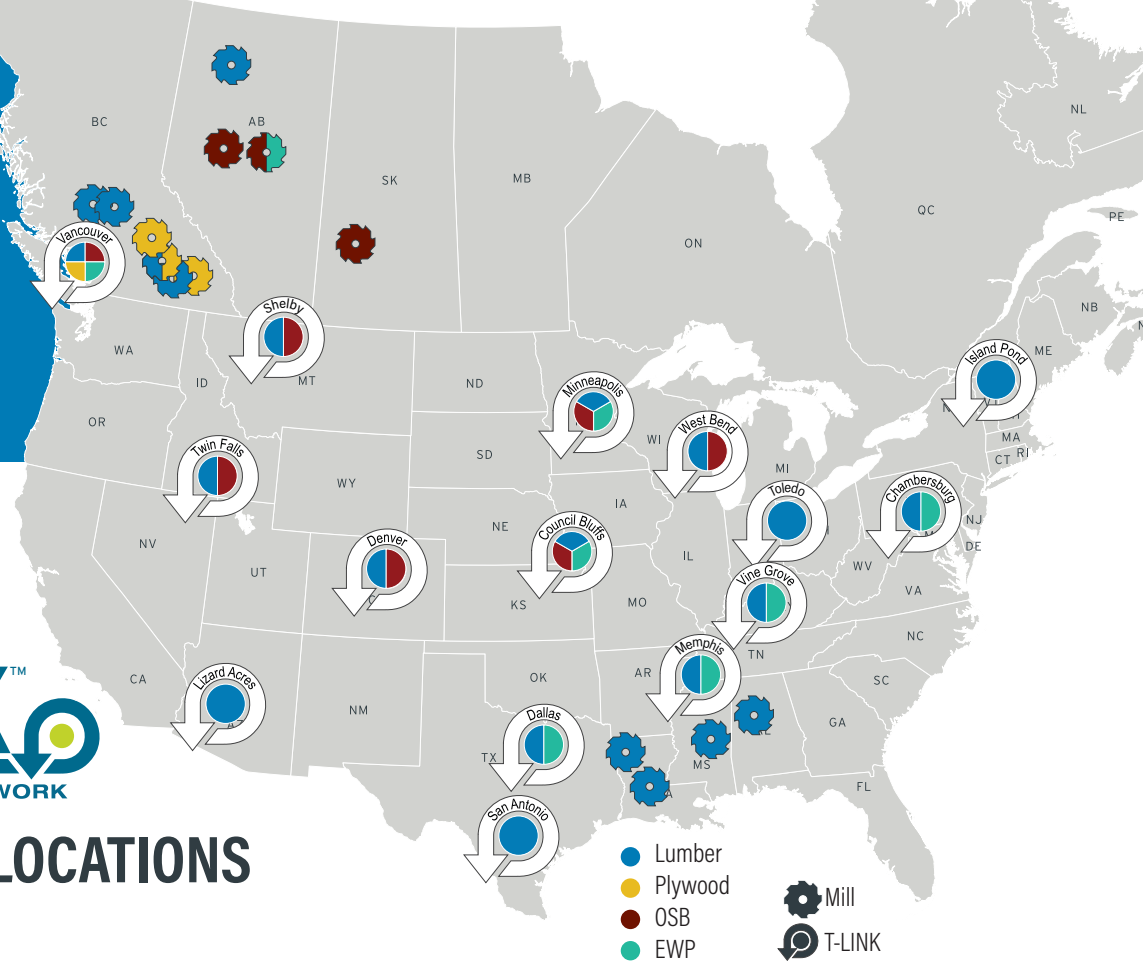 NL
BC
AB
SK
MB
QC
ON
PE
NB
Vancouver
Shelby
WA
ID
MT
ND
Minneapolis
Island Pond
ME
OR
SD
WI
West Bend
MA
CT
RI
Twin Falls
WY
MI
Toledo
Chambersburg
NJ
DE
NV
UT
NE
IA
IL
Council Bluffs
Denver
KS
MO
WV
VA
Vine Grove
NC
TN
CA
Lizard Acres
NM
OK
AR
Memphis
SC
GA
Dallas
TX
MS
FL
San Antonio
TM
WORK
LOCATIONS
Lumber
Plywood
OSB
EWP
Mill
T-LINK